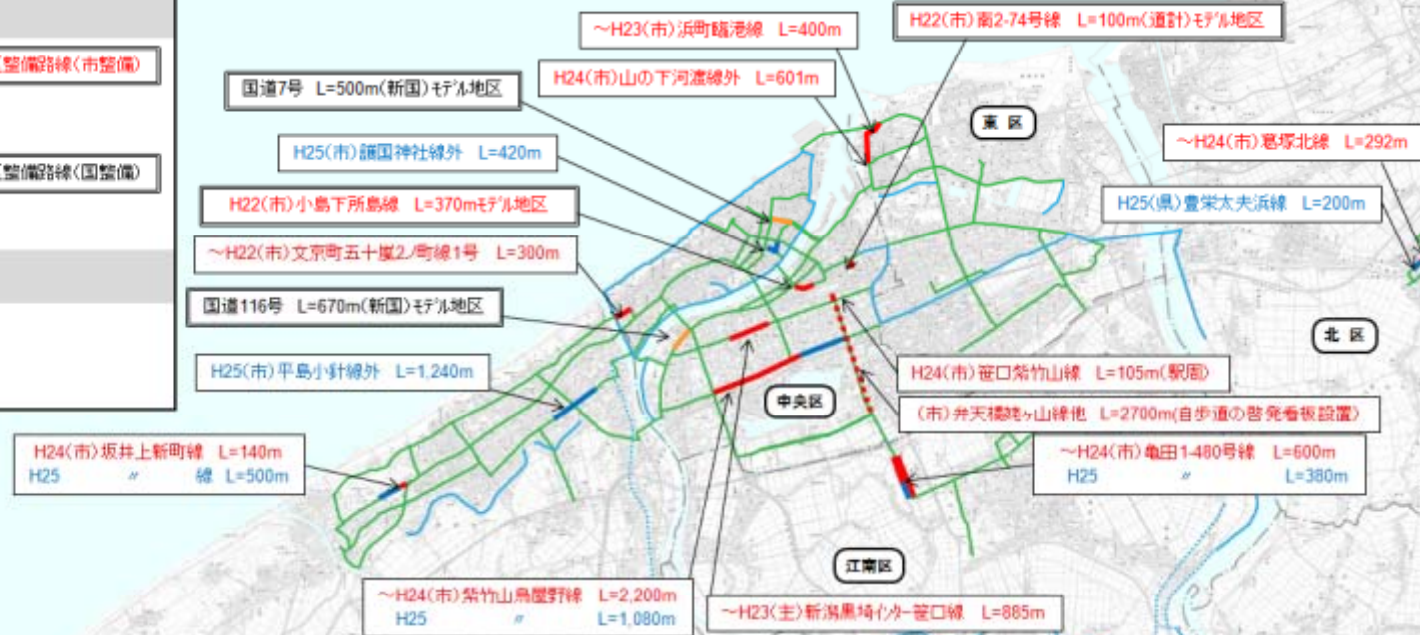 整備路線(市整備)
整備路線(国整備)
～H23(市)浜町臨港線 L=400m
H22(市)南2-74号線 L=100m(道計)ﾓﾃﾞﾙ地区
国道7号 L=500m(新国)ﾓﾃﾞﾙ地区
H24(市)山の下河渡線外 L=601m
東 区
H25(市)護国神社線外 L=420m
～H24(市)葛塚北線 L=292m
H22(市)小島下所島線 L=370mﾓﾃﾞﾙ地区
H25(県)豊栄太夫浜線 L=200m
～H22(市)文京町五十嵐2ﾉ町線1号 L=300m
国道116号 L=670m(新国)ﾓﾃﾞﾙ地区
北 区
H25(市)平島小針線外 L=1,240m
H24(市)笹口紫竹山線 L=105m(駅周)
中央区
(市)弁天橋姥ヶ山線他 L=2700m(自歩道の啓発看板設置)
H24(市)坂井上新町線 L=140m
H25 〃 線 L=500m
～H24(市)亀田1-480号線 L=600m
H25 〃 L=380m
江南区
～H24(市)紫竹山鳥屋野線 L=2,200m
H25 〃 L=1,080m
～H23(主)新潟黒埼ｲﾝﾀｰ笹口線 L=885m